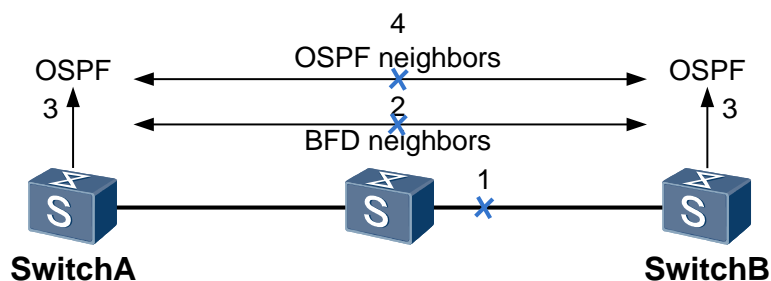 4
OSPF neighbors
OSPF
OSPF
3
2
3
BFD neighbors
1
S
S
S
SwitchA
SwitchB